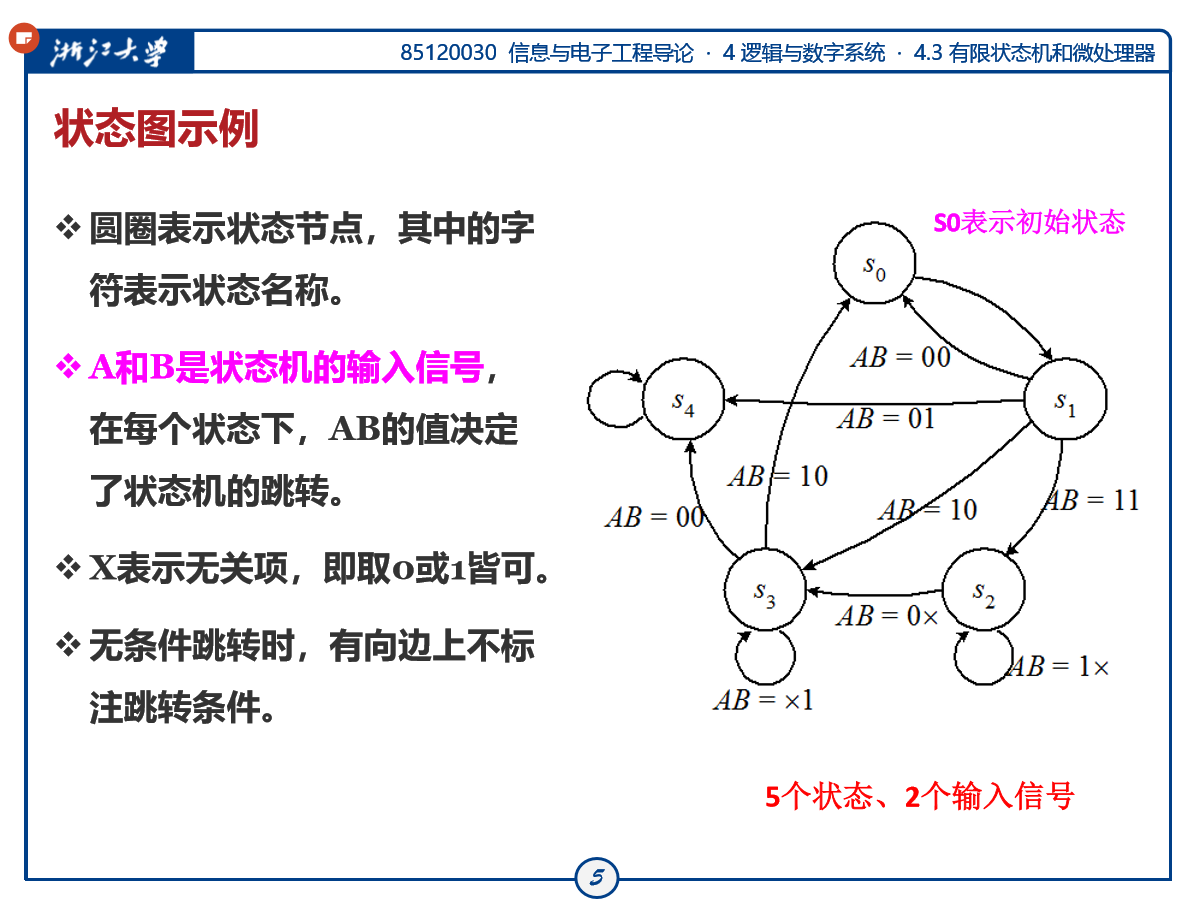 浙江大学
85120030 信息与电子工程导论 · 4 逻辑与数字系统 · 4.3 有限状态机和微处理器
状态图示例
❖ 圆圈表示状态节点，其中的字
符表示状态名称。
❖ A和B是状态机的输入信号，
在每个状态下，AB的值决定
了状态机的跳转。
❖ X表示无关项，即取0或1皆可。
❖ 无条件跳转时，有向边上不标
注跳转条件。
S0表示初始状态
s0
AB = 00
s4
s1
AB = 01
AB = 10
AB = 00
AB = 10
AB = 11
s3
s2
AB = 0×
AB = 1×
AB = ×1
5个状态、2个输入信号
5